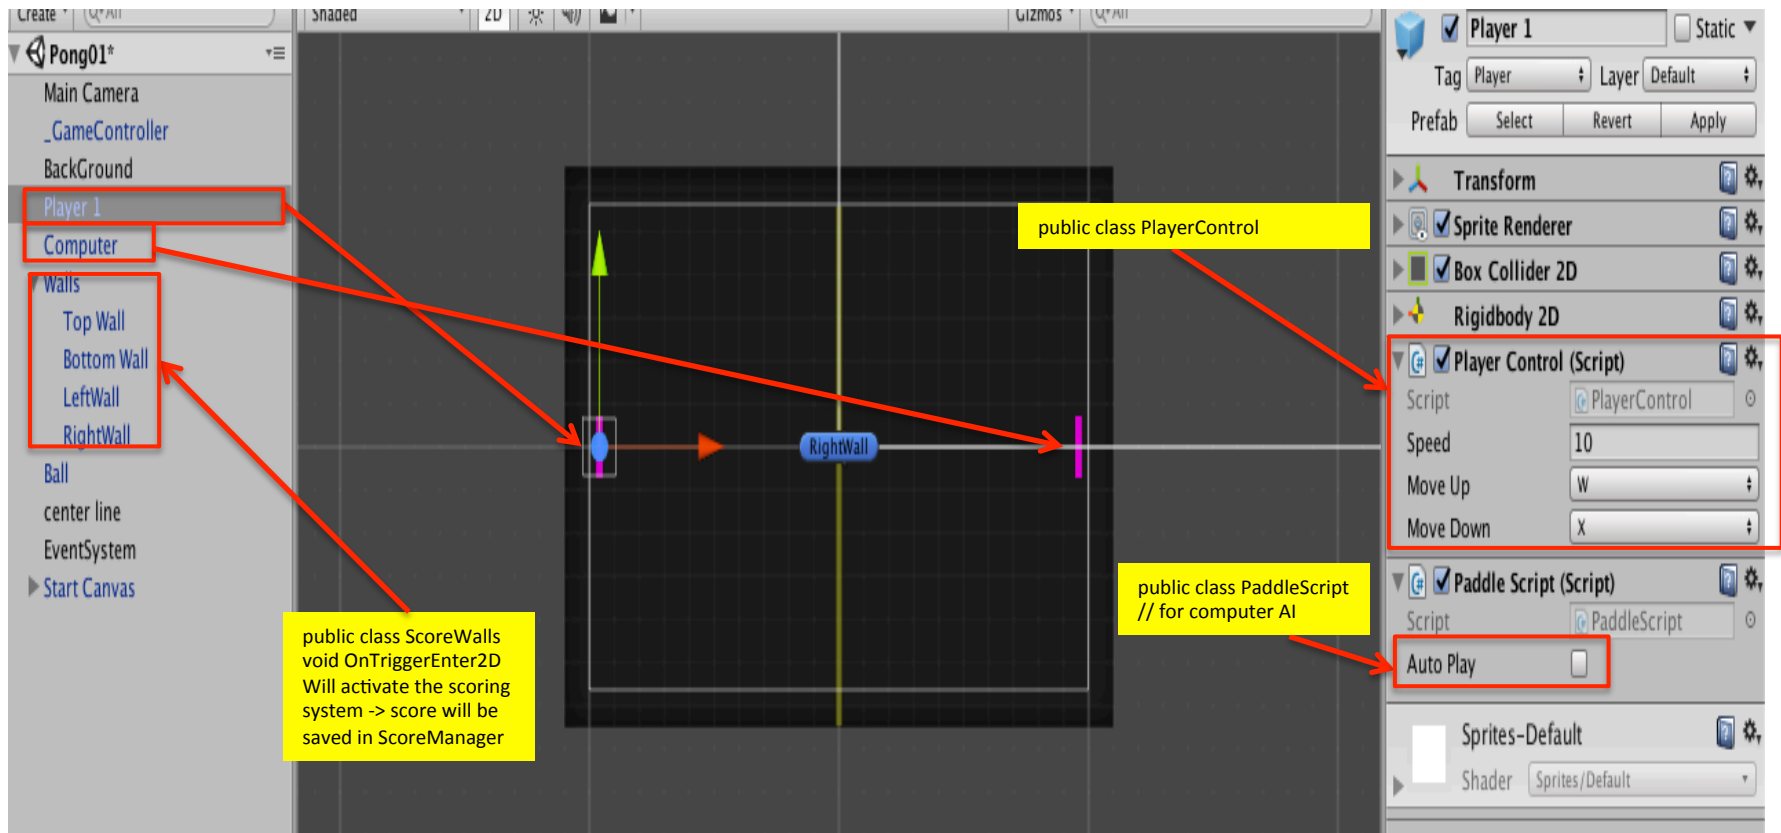 Create
Q▾All
Shaded
2D
Gizmos
Q▾All
Pong01*
Main Camera
_GameController
BackGround
Player 1
Computer
Walls
Top Wall
Bottom Wall
LeftWall
RightWall
Ball
center line
EventSystem
Start Canvas
RightWall
public class PlayerControl
public class PaddleScript
// for computer AI
public class ScoreWalls
void OnTriggerEnter2D
Will activate the scoring
system -> score will be
saved in ScoreManager
Player 1
Static
Tag Player Layer Default
Prefab Select Revert Apply
Transform
Sprite Renderer
Box Collider 2D
Rigidbody 2D
Player Control (Script)
Script PlayerControl
Speed 10
Move Up W
Move Down X
Paddle Script (Script)
Script PaddleScript
Auto Play
Sprites-Default
Shader Sprites/Default